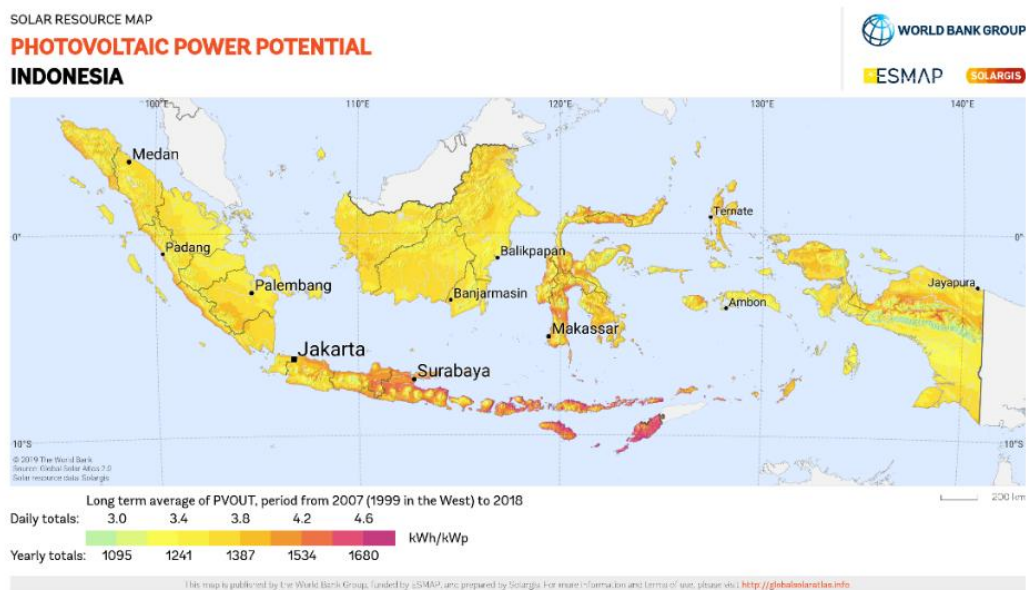 SOLAR RESOURCE MAP
PHOTOVOLTAIC POWER POTENTIAL
INDONESIA
WORLD BANK GROUP
ESMAP
SOLARGIS
100°E
110°E
120°E
130°E
140°E
Medan
Ternate
0°
0°
Padang
Balikpapan
Palembang
Jayapura
Banjarmasin
Ambon
Makassar
Jakarta
Surabaya
10°S
10°S
© 2019 The World Bank
Source: Global Solar Atlas 2.0
Solar resource data: Solargis
Long term average of PVOUT, period from 2007 (1999 in the West) to 2018
200 km
Daily totals: 3.0 3.4 3.8 4.2 4.6
kWh/kWp
Yearly totals: 1095 1241 1387 1534 1680
This map is published by the World Bank Group, funded by ESMAP, and prepared by Solargis. For more information and terms of use, please visit http://globalsolaratlas.info